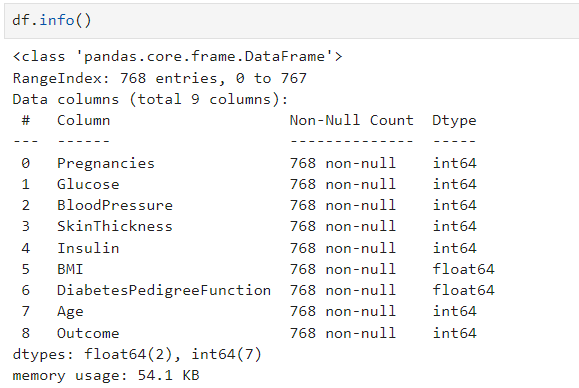 df.info()
<class 'pandas.core.frame.DataFrame'>
RangeIndex: 768 entries, 0 to 767
Data columns (total 9 columns):
 #   Column                    Non-Null Count  Dtype
---  ------                    --------------  -----
 0   Pregnancies               768 non-null    int64
 1   Glucose                   768 non-null    int64
 2   BloodPressure             768 non-null    int64
 3   SkinThickness             768 non-null    int64
 4   Insulin                   768 non-null    int64
 5   BMI                       768 non-null    float64
 6   DiabetesPedigreeFunction  768 non-null    float64
 7   Age                       768 non-null    int64
 8   Outcome                   768 non-null    int64
dtypes: float64(2), int64(7)
memory usage: 54.1 KB